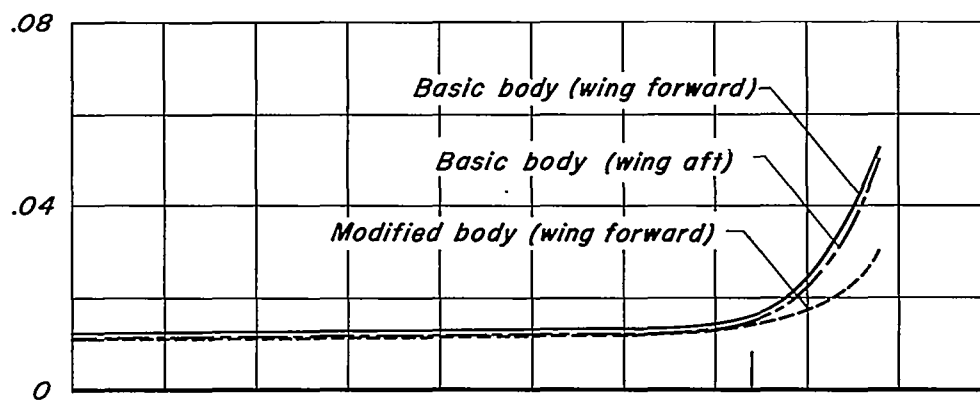 .08
Basic body (wing forward)
Basic body (wing aft)
.04
Modified body (wing forward)
0